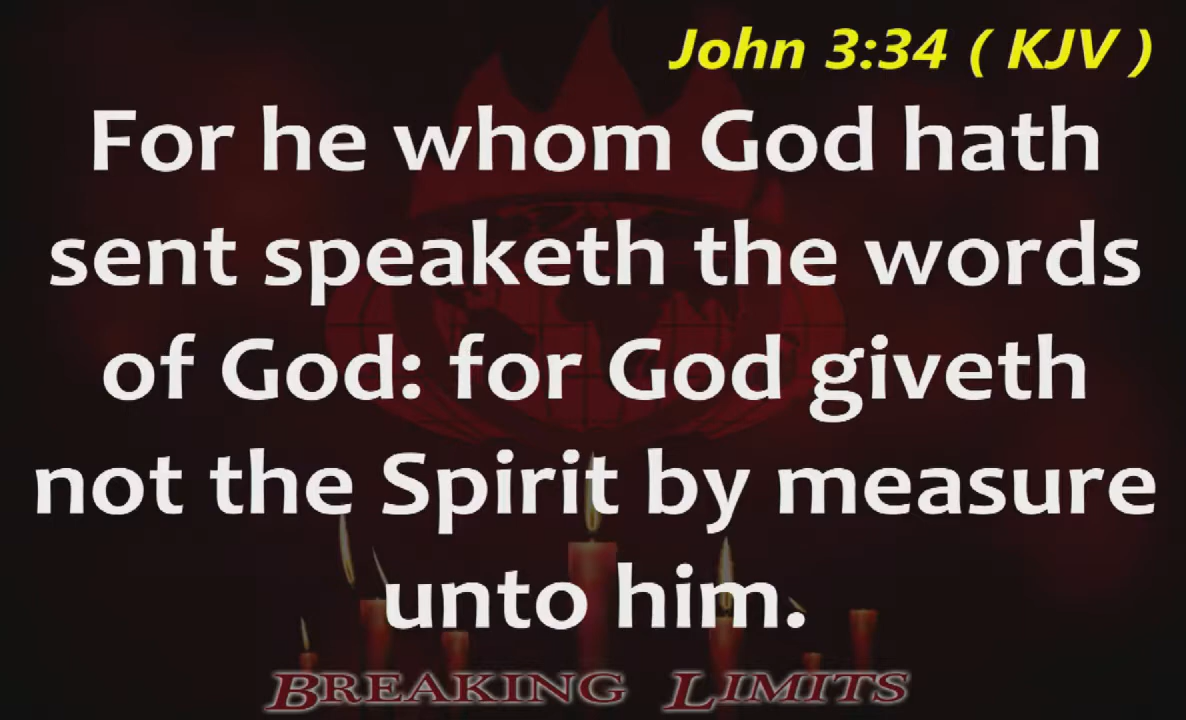 John 3:34 ( KJV )
For he whom God hath
sent speaketh the words
of God: for God giveth
not the Spirit by measure
unto him.
BREAKING LIMITS